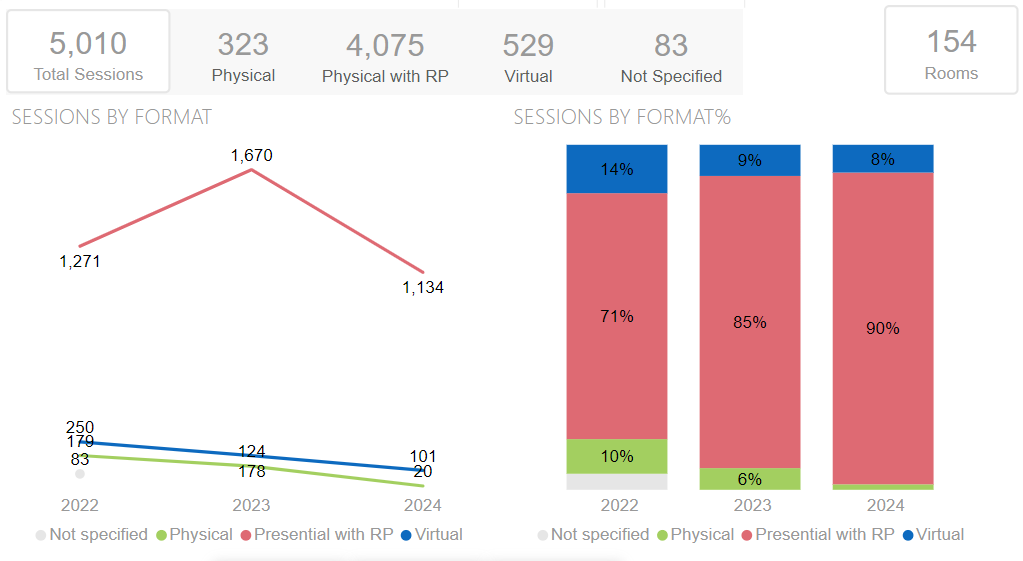 5,010
Total Sessions
323
Physical
4,075
Physical with RP
529
Virtual
83
Not Specified
154
Rooms
SESSIONS BY FORMAT
1,670
1,271
1,134
250
179
83
124
178
101
20
2022 2023 2024
Not specified Physical Presential with RP Virtual
SESSIONS BY FORMAT%
14% 9% 8%
71% 85% 90%
10% 6%
2022 2023 2024
Not specified Physical Presential with RP Virtual